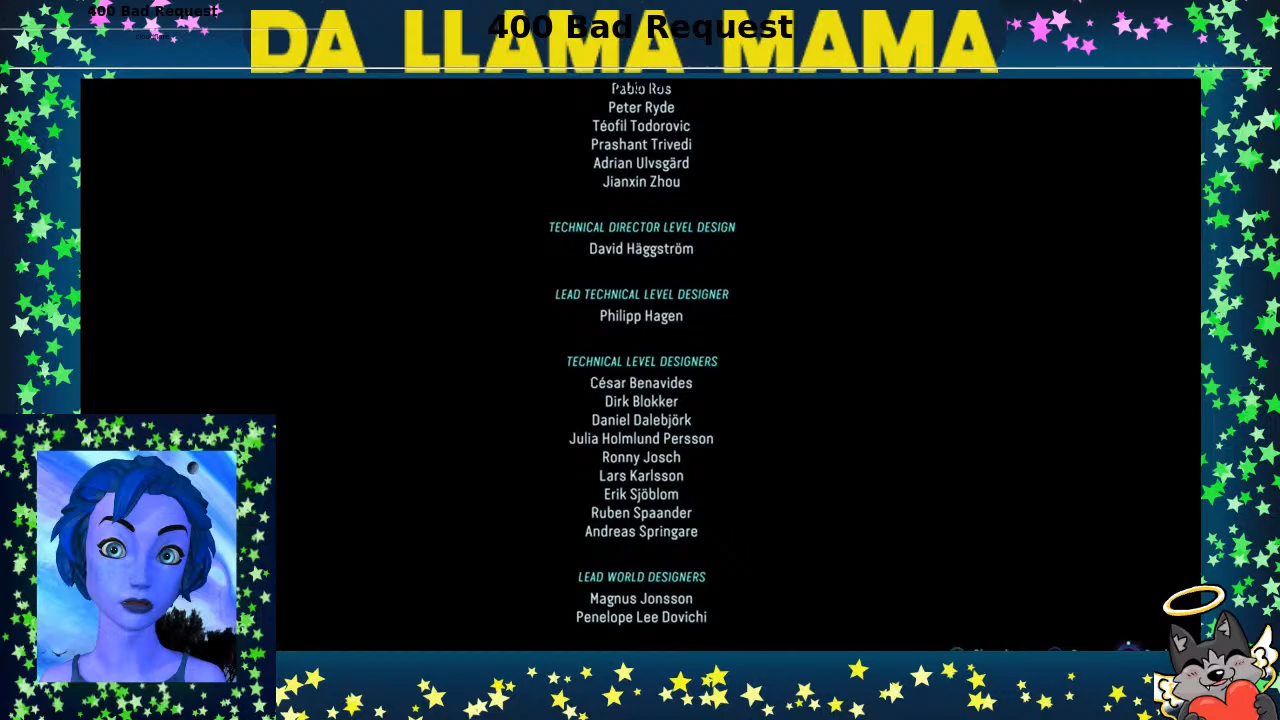 400 Bad Request
DA LLAMA MAMA
400 Bad Request
Pablo Ros
Peter Ryde
Téofil Todorovic
Prashant Trivedi
Adrian Ulvsgärd
Jianxin Zhou
TECHNICAL DIRECTOR LEVEL DESIGN
David Häggström
LEAD TECHNICAL LEVEL DESIGNER
Philipp Hagen
TECHNICAL LEVEL DESIGNERS
César Benavides
Dirk Blokker
Daniel Dalebjörk
Julia Holmlund Persson
Ronny Josch
Lars Karlsson
Erik Sjöblom
Ruben Spaander
Andreas Springare
LEAD WORLD DESIGNERS
Magnus Jonsson
Penelope Lee Dovichi